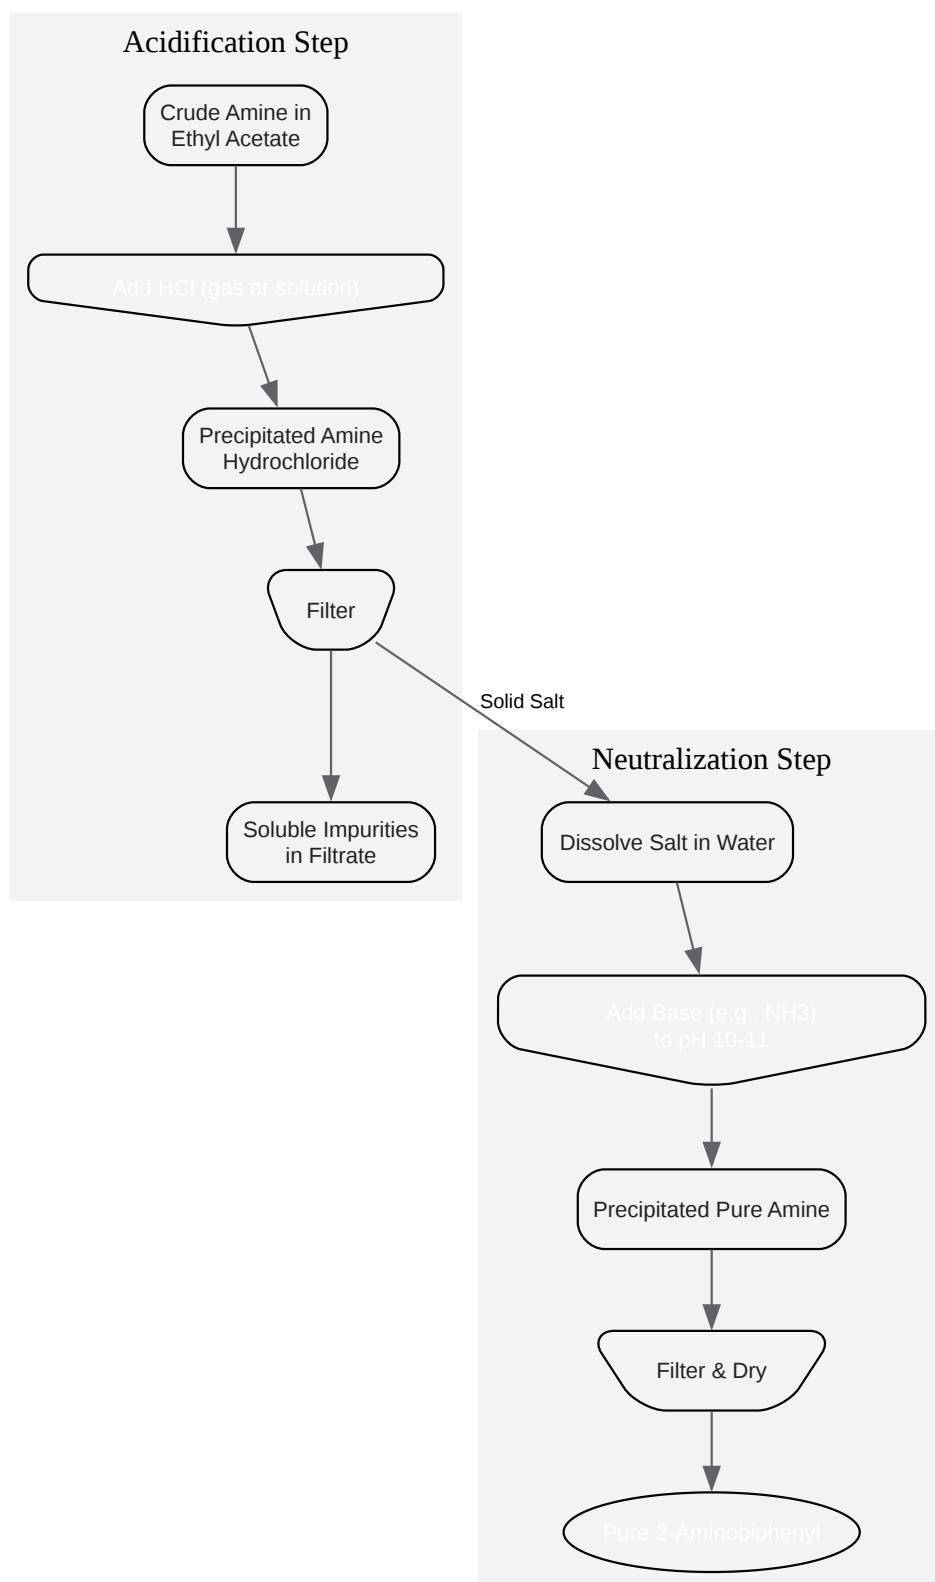 Acidification Step
Crude Amine in
Ethyl Acetate
Add HCl (gas or solution)
Precipitated Amine
Hydrochloride
Filter
Solid Salt
Soluble Impurities
in Filtrate
Neutralization Step
Dissolve Salt in Water
Add Base (e.g., NH3)
to pH 10-11
Precipitated Pure Amine
Filter & Dry
Pure 2-Aminobiphenyl